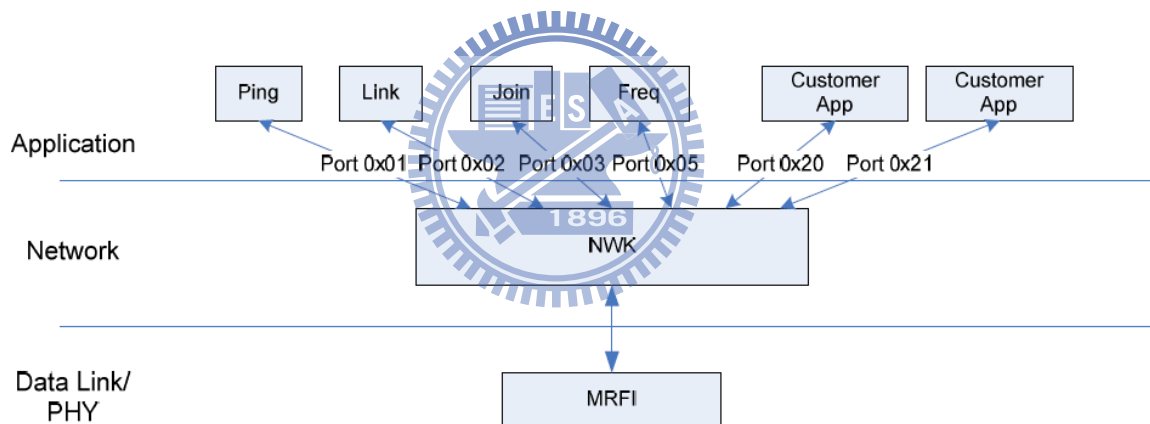 Ping
Link
Join
Freq
Customer
App
Customer
App
Application
Port 0x01
Port 0x02
Port 0x03
Port 0x05
Port 0x20
Port 0x21
ESA
1896
Network
NWK
Data Link/
PHY
MRFI